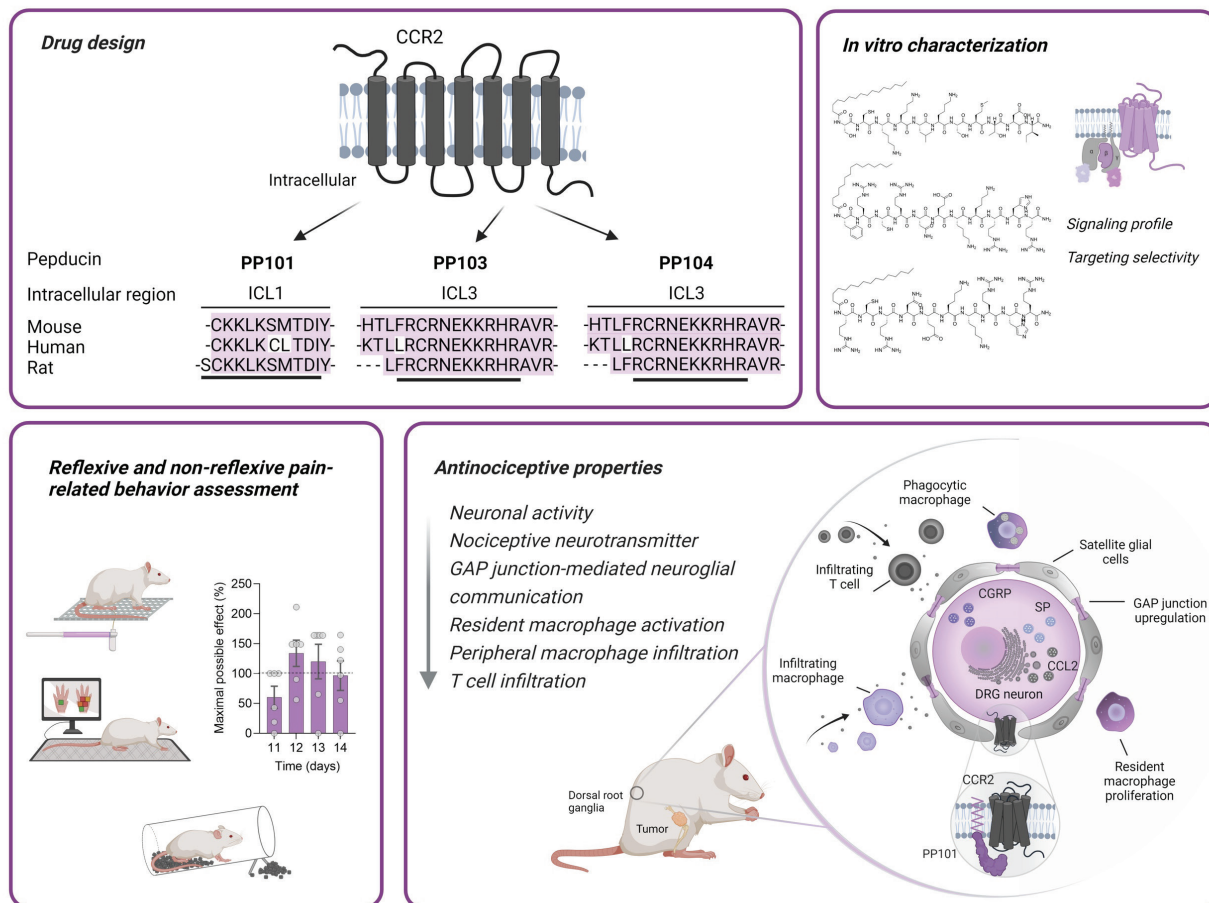 Drug design
CCR2
Intracellular
Pepducin PP101 PP103 PP104
Intracellular region ICL1 ICL3 ICL3
Mouse -CKKLKSMTDIY- -HTLFRCRNEKKRHRAVR- -HTLFRCRNEKKRHRAVR-
Human -CKKLKCLTDIY- -KTLLRCRNEKKRHRAVR- -KTLLRCRNEKKRHRAVR-
Rat -SCKKLKSMTDIY- ---LFRCRNEKKRHRAVR- ---LFRCRNEKKRHRAVR-
In vitro characterization
Signaling profile
Targeting selectivity
Reflexive and non-reflexive pain-
related behavior assessment
Maximal possible effect (%)
250
200
150
100
50
0
11 12 13 14
Time (days)
Antinociceptive properties
Neuronal activity
Nociceptive neurotransmitter
GAP junction-mediated neuroglial
communication
Resident macrophage activation
Peripheral macrophage infiltration
T cell infiltration
Dorsal root
ganglia
Tumor
Phagocytic
macrophage
Satellite glial
cells
Infiltrating
T cell
GAP junction
upregulation
CGRP
SP
CCL2
DRG neuron
Infiltrating
macrophage
Resident
macrophage
proliferation
CCR2
PP101